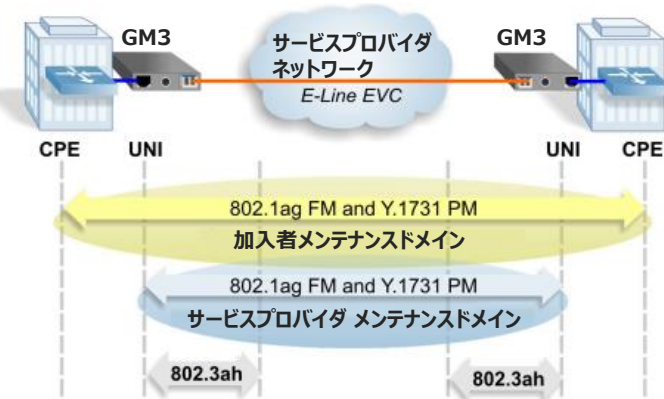 GM3
サービスプロバイダ
ネットワーク
E-Line EVC
GM3
CPE
UNI
UNI
CPE
802.1ag FM and Y.1731 PM
加入者メンテナンスドメイン
802.1ag FM and Y.1731 PM
サービスプロバイダ メンテナンスドメイン
802.3ah
802.3ah